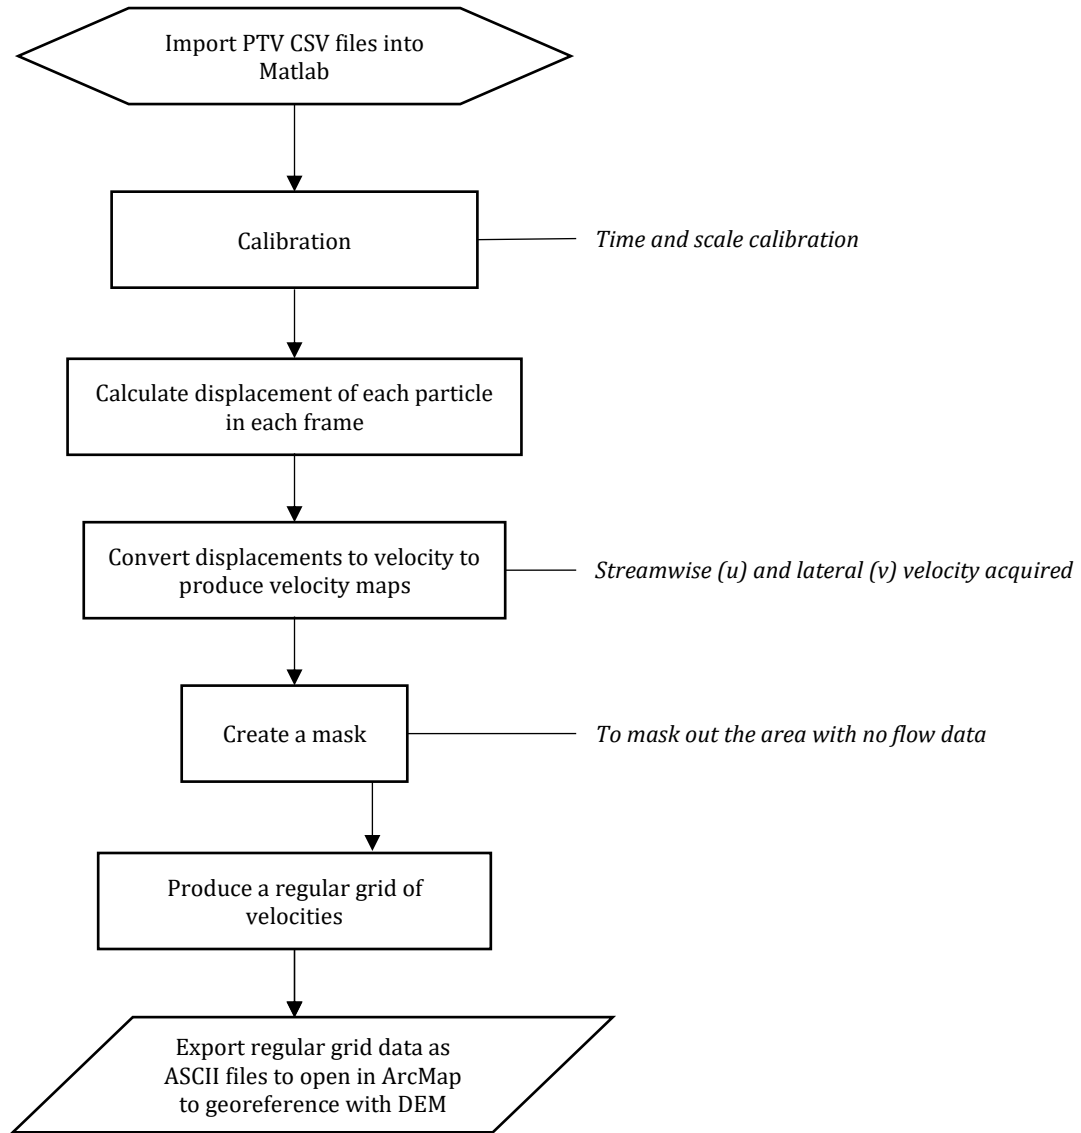 Import PTV CSV files into
Matlab
Calibration
Time and scale calibration
Calculate displacement of each particle
in each frame
Convert displacements to velocity to
produce velocity maps
Streamwise (u) and lateral (v) velocity acquired
Create a mask
To mask out the area with no flow data
Produce a regular grid of
velocities
Export regular grid data as
ASCII files to open in ArcMap
to georeference with DEM